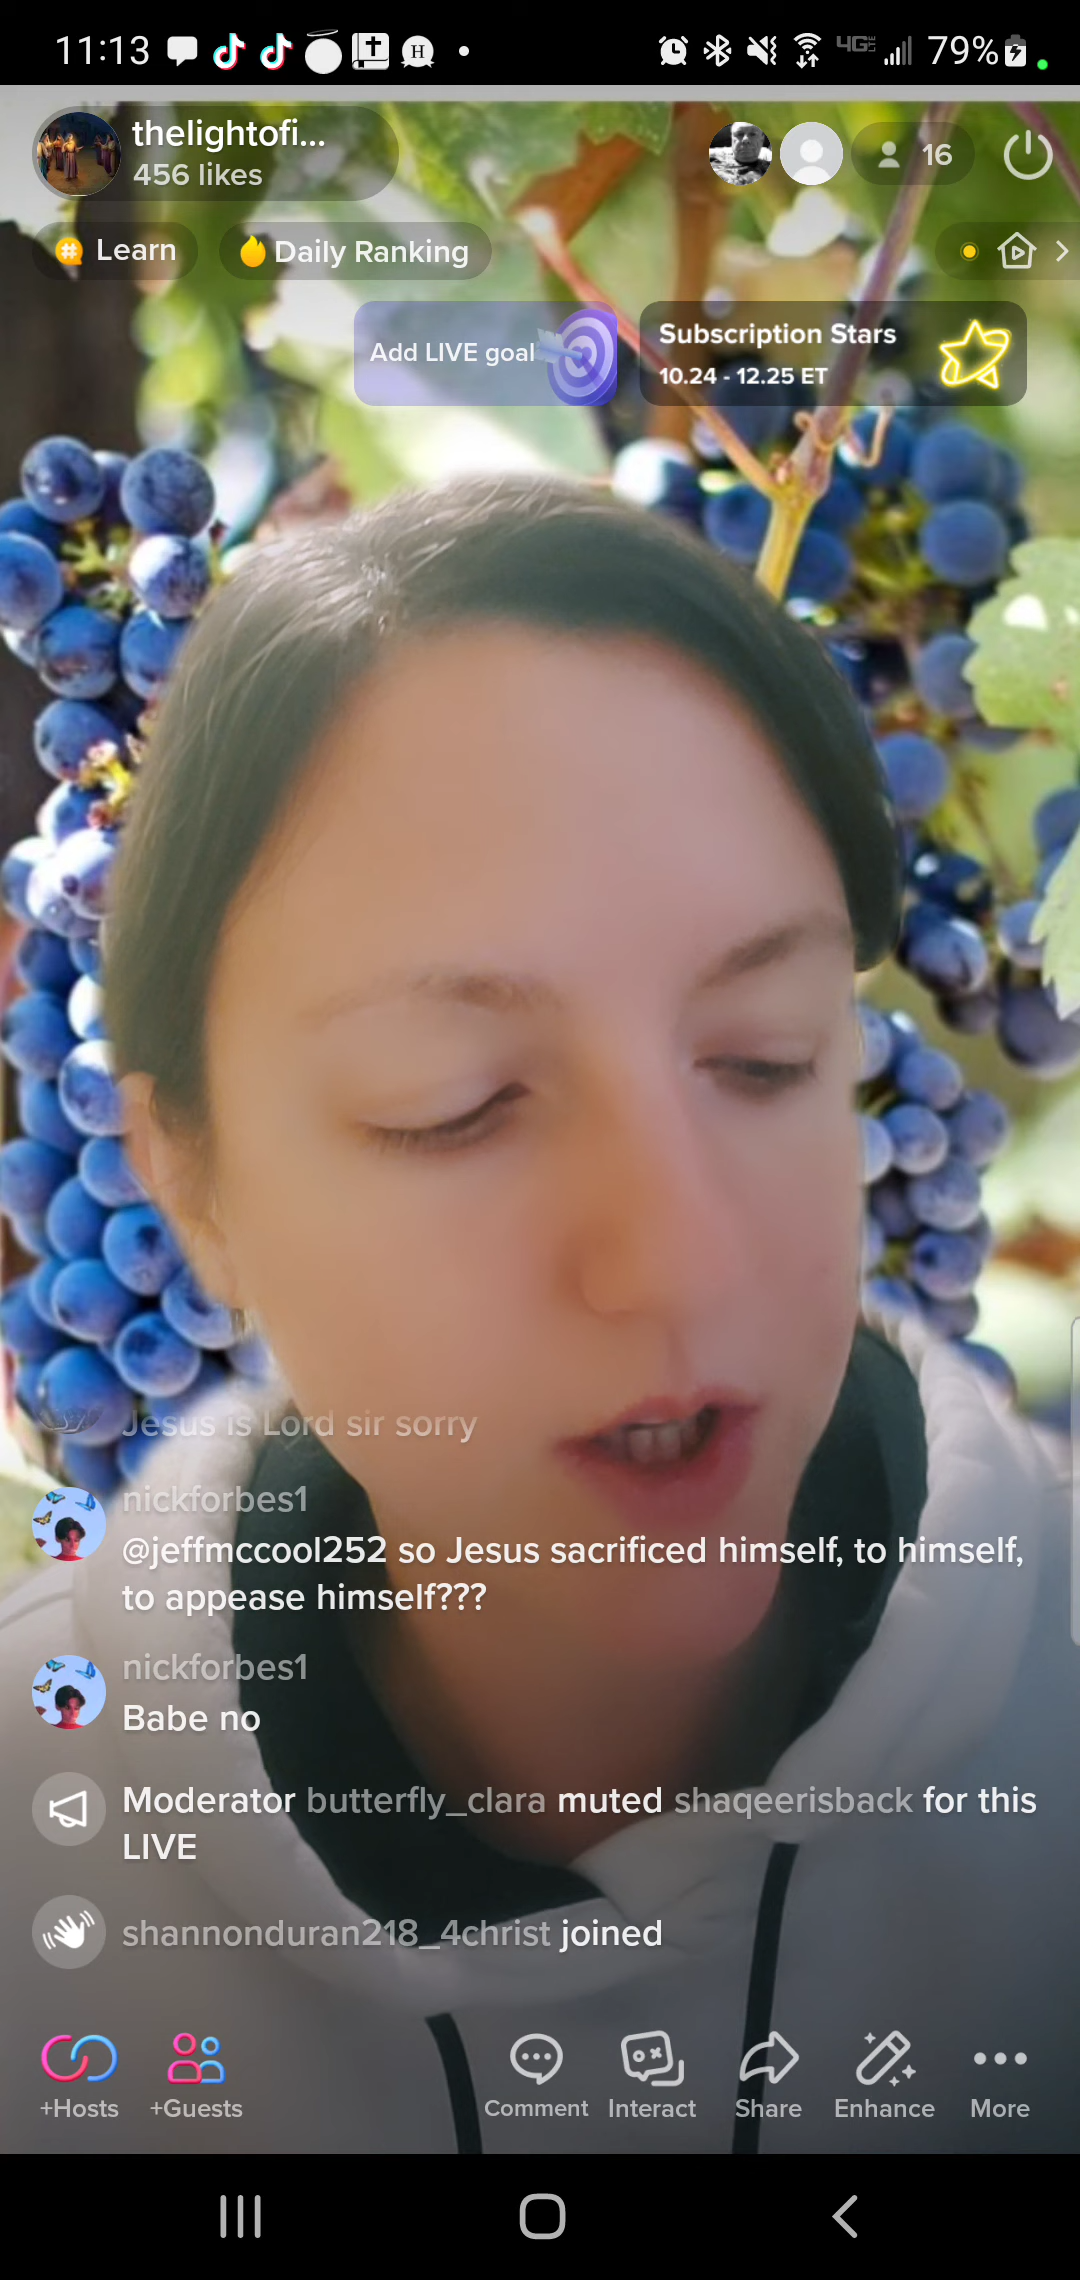 11:13
H
4G LTE
79%
thelightofi...
456 likes
16
Learn
Daily Ranking
Add LIVE goal
Subscription Stars
10.24 - 12.25 ET
Jesus is Lord sir sorry
nickforbes1
@jeffmccool252 so Jesus sacrificed himself, to himself,
to appease himself???
nickforbes1
Babe no
Moderator butterfly_clara muted shaqeerisback for this
LIVE
shannonduran218_4christ joined
+Hosts
+Guests
Comment
Interact
Share
Enhance
More